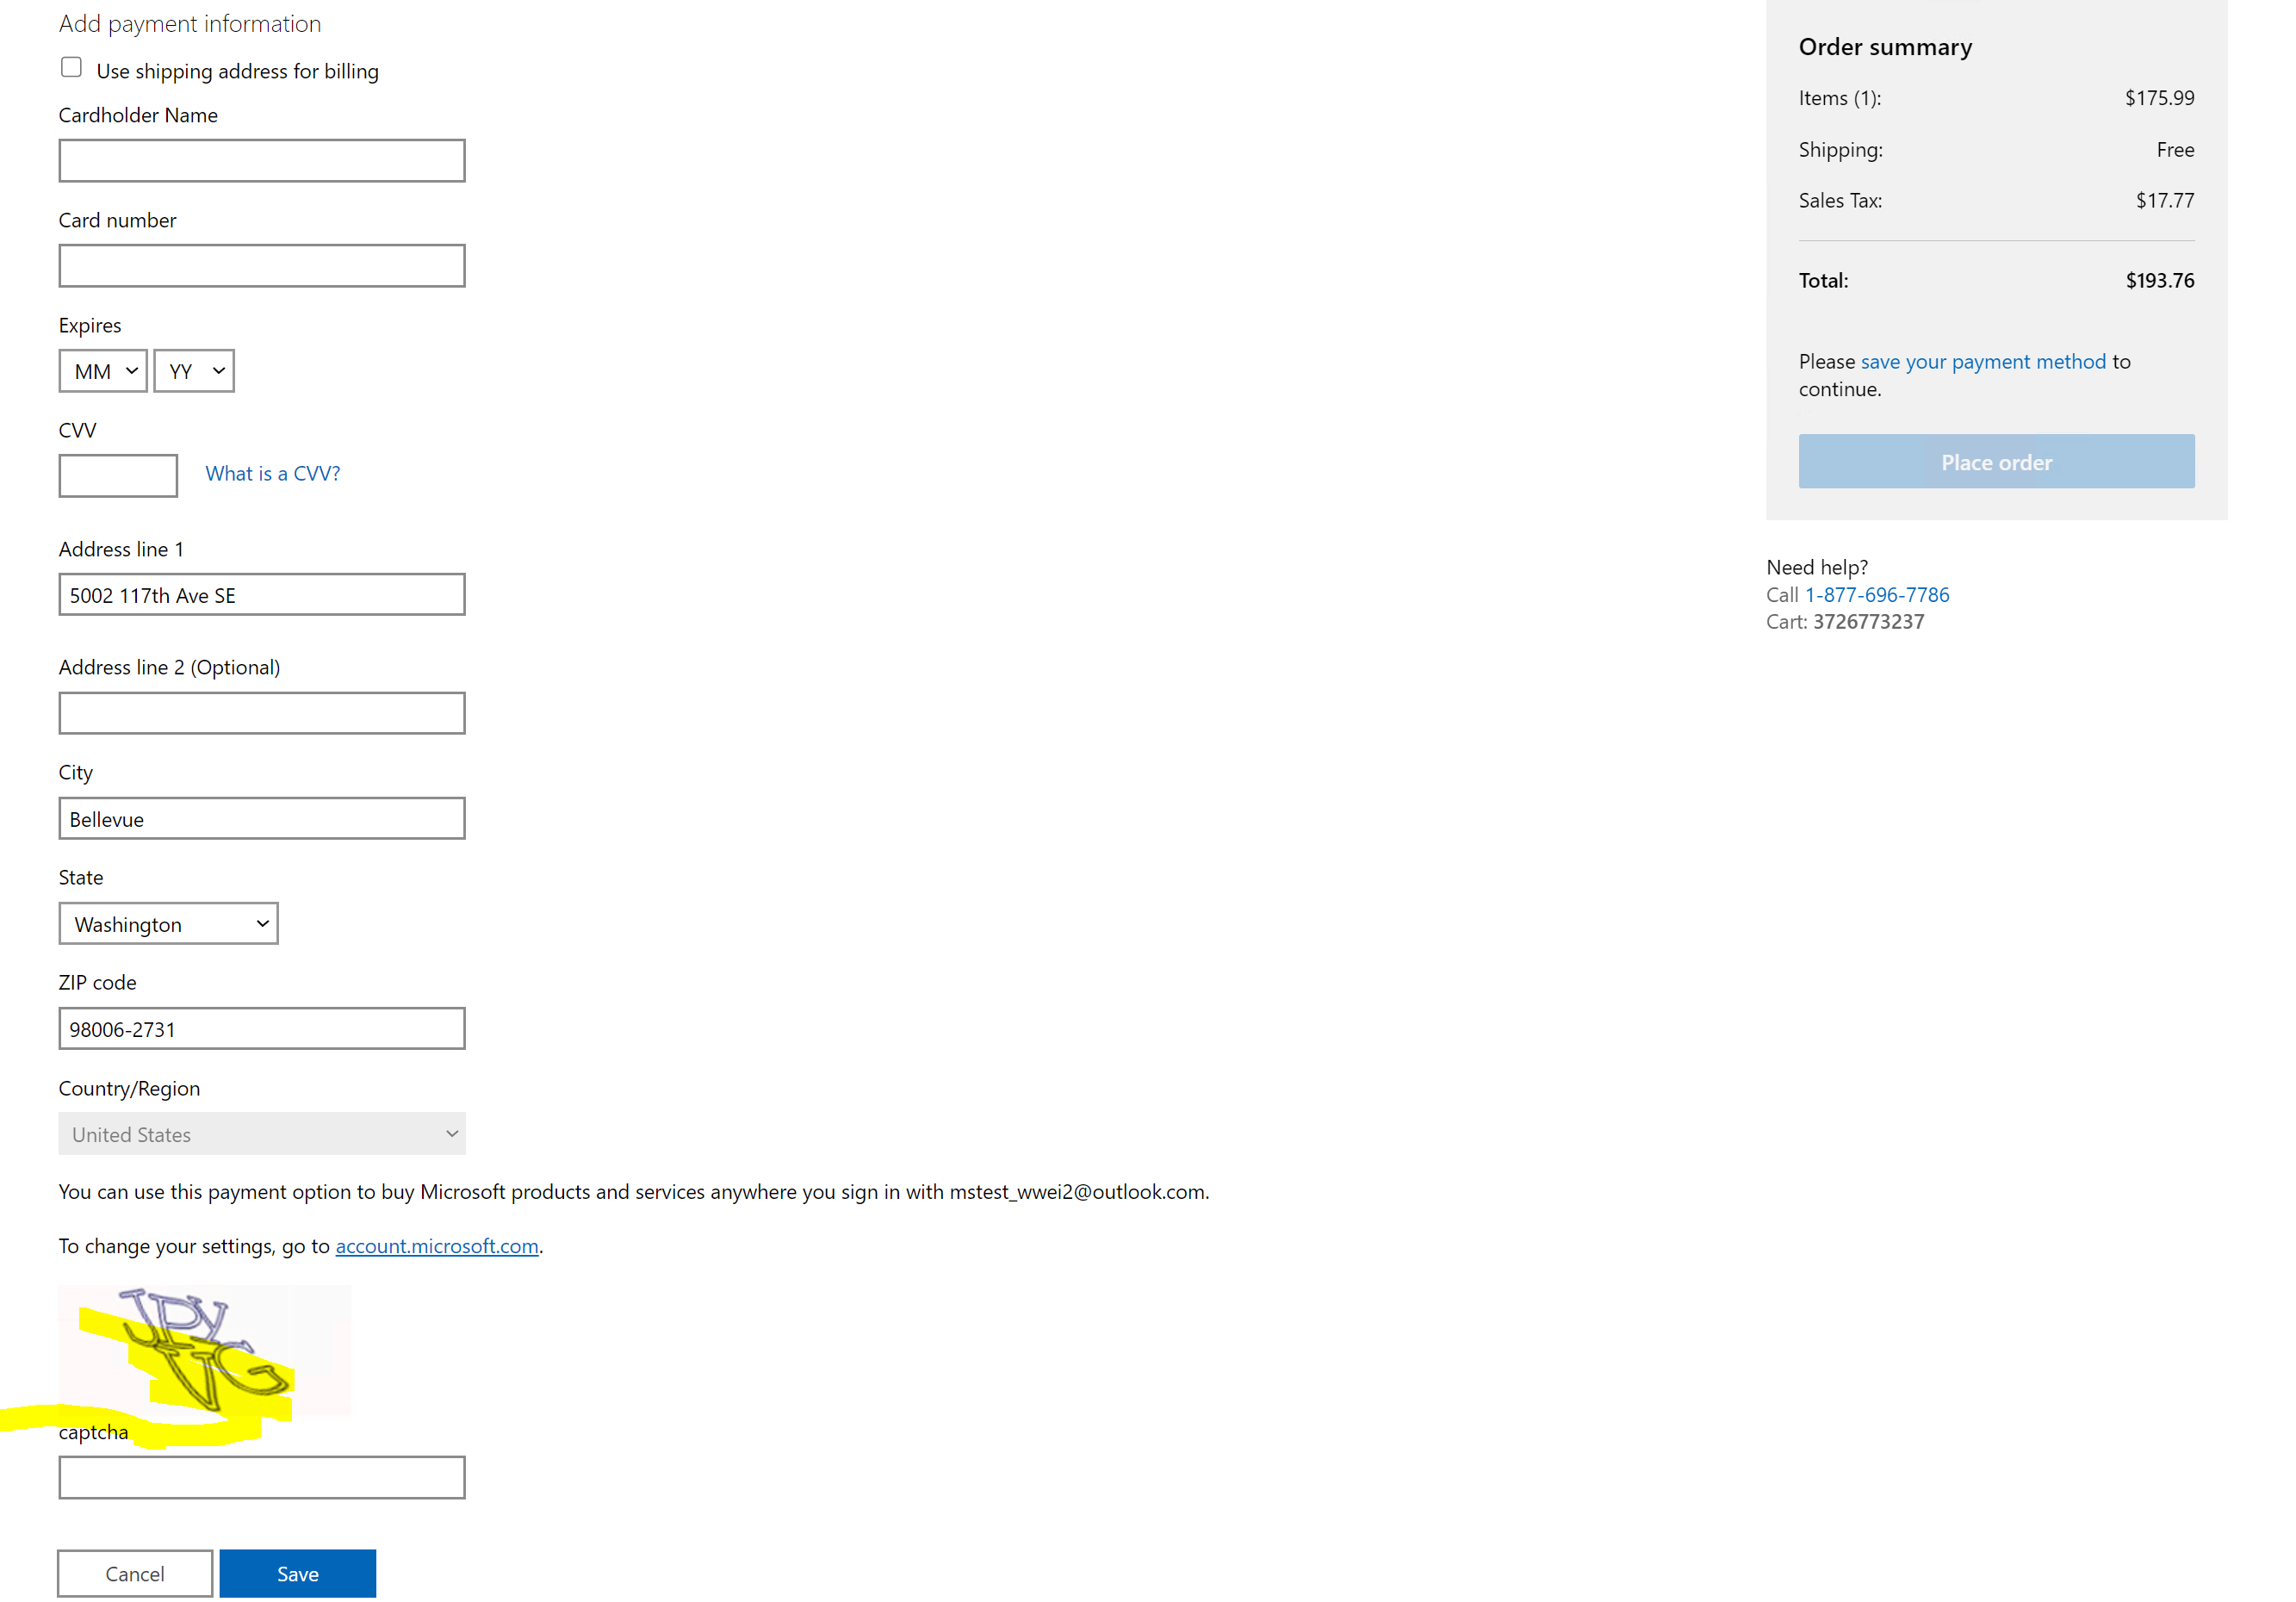 Add payment information
Use shipping address for billing
Cardholder Name
Card number
Expires
MM YY
CVV
What is a CVV?
Address line 1
5002 117th Ave SE
Address line 2 (Optional)
City
Bellevue
State
Washington
ZIP code
98006-2731
Country/Region
United States
You can use this payment option to buy Microsoft products and services anywhere you sign in with mstest_wwei2@outlook.com.
To change your settings, go to account.microsoft.com.
JPY
VG
captcha
Cancel Save
Order summary
Items (1): $175.99
Shipping: Free
Sales Tax: $17.77
Total: $193.76
Please save your payment method to
continue.
Place order
Need help?
Call 1-877-696-7786
Cart: 3726773237